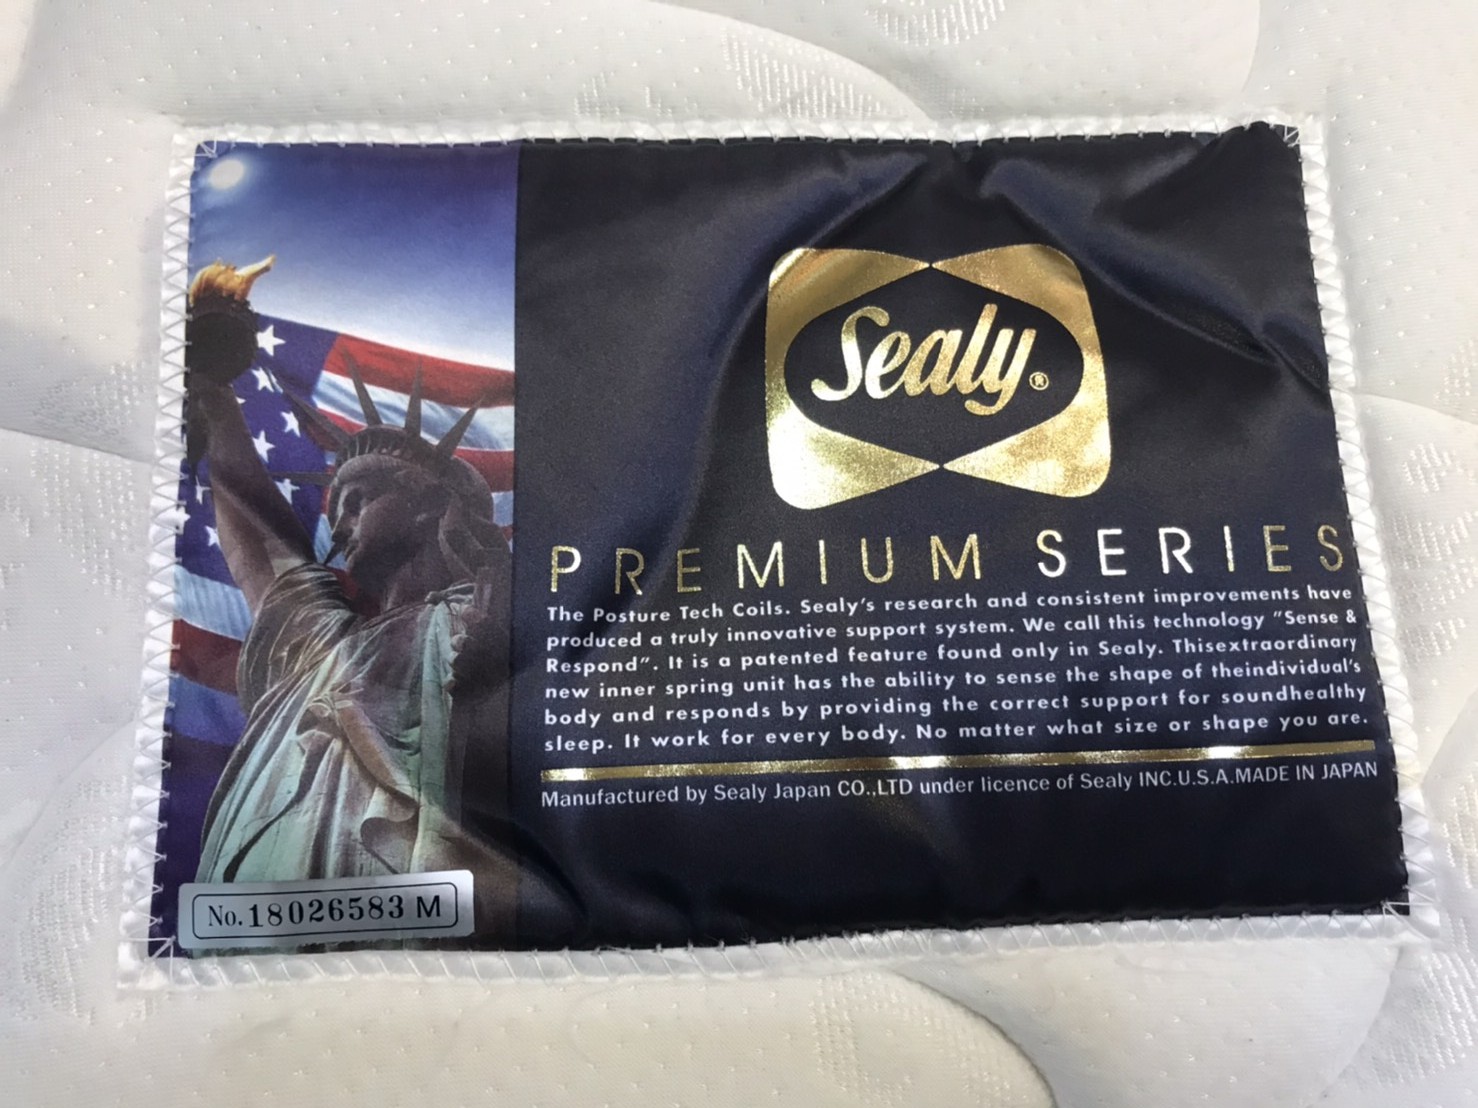 Sealy®
PREMIUM SERIES
The Posture Tech Coils. Sealy's research and consistent improvements have
produced a truly innovative support system. We call this technology "Sense &
Respond". It is a patented feature found only in Sealy. Thisextraordinary
new inner spring unit has the ability to sense the shape of theindividual's
body and responds by providing the correct support for soundhealthy
sleep. It work for every body. No matter what size or shape you are.
Manufactured by Sealy Japan CO.,LTD under licence of Sealy INC.U.S.A.MADE IN JAPAN
No.18026583 M